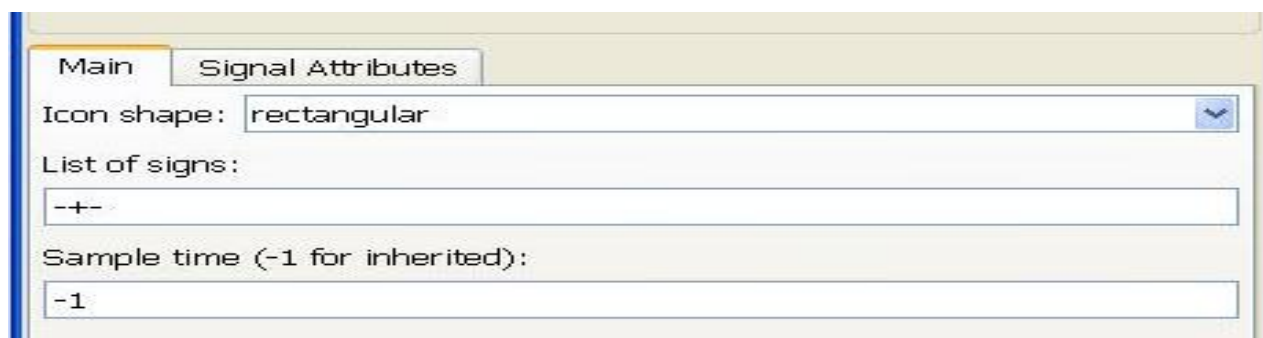 Main Signal Attributes
Icon shape: rectangular
List of signs:
-+-
Sample time (-1 for inherited):
-1